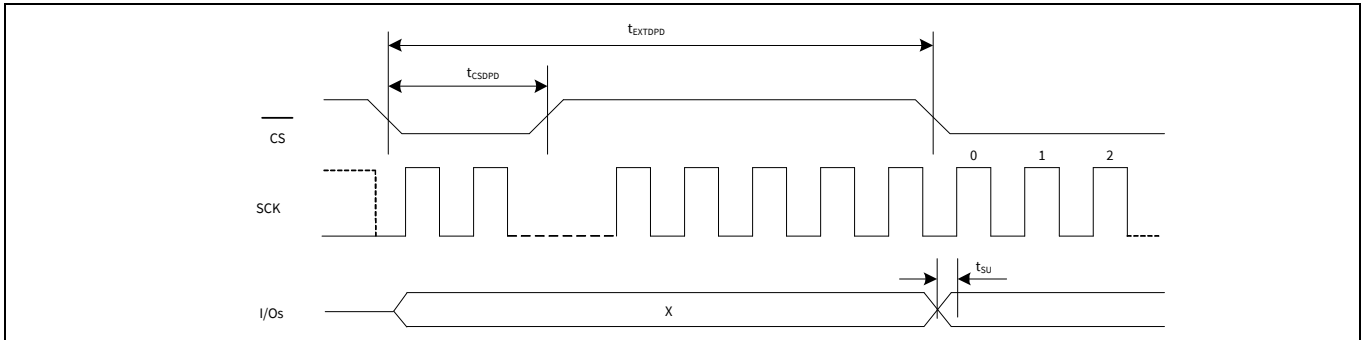 tEXTDPD
tCSDPD
CS
0 1 2
SCK
tSU
X
I/Os